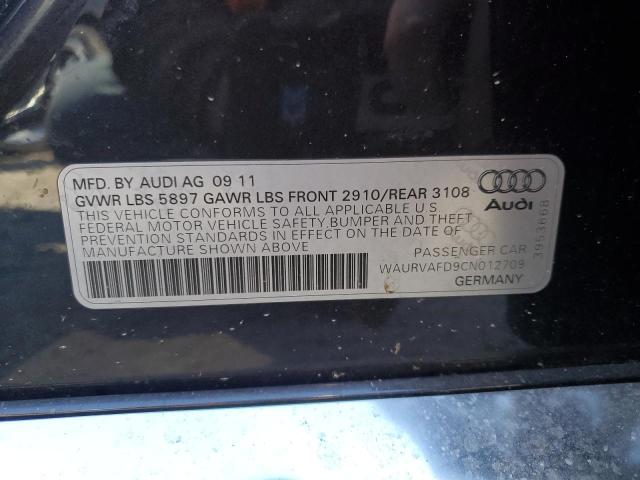 MFD. BY AUDI AG 09 11
GVWR LBS 5897 GAWR LBS FRONT 2910/REAR 3108
THIS VEHICLE CONFORMS TO ALL APPLICABLE U.S.
FEDERAL MOTOR VEHICLE SAFETY, BUMPER AND THEFT
PREVENTION STANDARDS IN EFFECT ON THE DATE OF
MANUFACTURE SHOWN ABOVE
Audi
PASSENGER CAR
WAURVAFD9CN012709
GERMANY
3953668